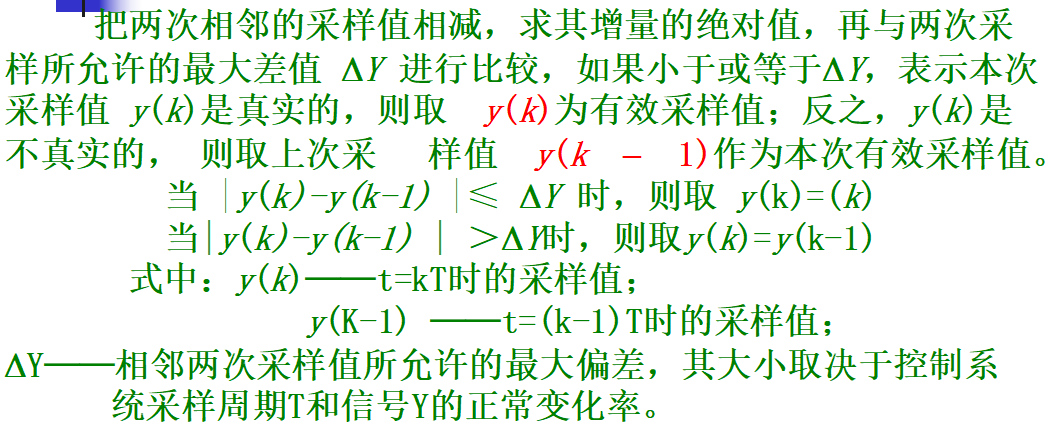 把两次相邻的采样值相减，求其增量的绝对值，再与两次采
样所允许的最大差值 ΔY 进行比较，如果小于或等于ΔY，表示本次
采样值 y(k)是真实的，则取 y(k)为有效采样值；反之，y(k)是
不真实的， 则取上次采 样值 y(k － 1)作为本次有效采样值。
当 |y(k)-y(k-1) |≤ ΔY 时，则取 y(k)=(k)
当|y(k)-y(k-1) | ＞ΔY时，则取y(k)=y(k-1)
式中：y(k)——t=kT时的采样值；
y(K-1) ——t=(k-1)T时的采样值；
ΔY——相邻两次采样值所允许的最大偏差，其大小取决于控制系
统采样周期T和信号Y的正常变化率。